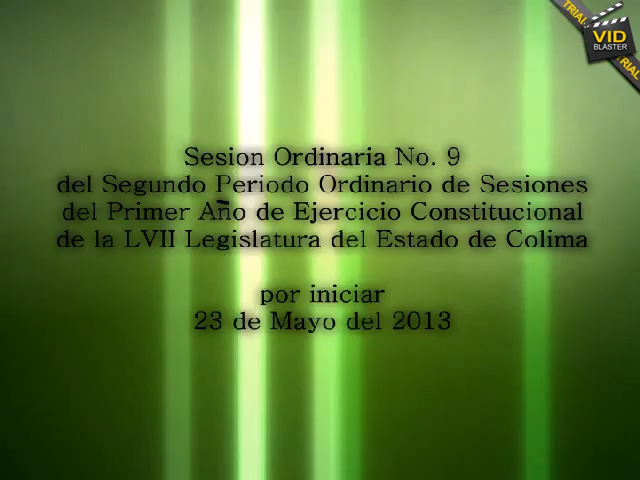 TRIAL
VID
BLASTER
TRIAL
Sesion Ordinaria No. 9
del Segundo Periodo Ordinario de Sesiones
del Primer Año de Ejercicio Constitucional
de la LVII Legislatura del Estado de Colima
por iniciar
23 de Mayo del 2013